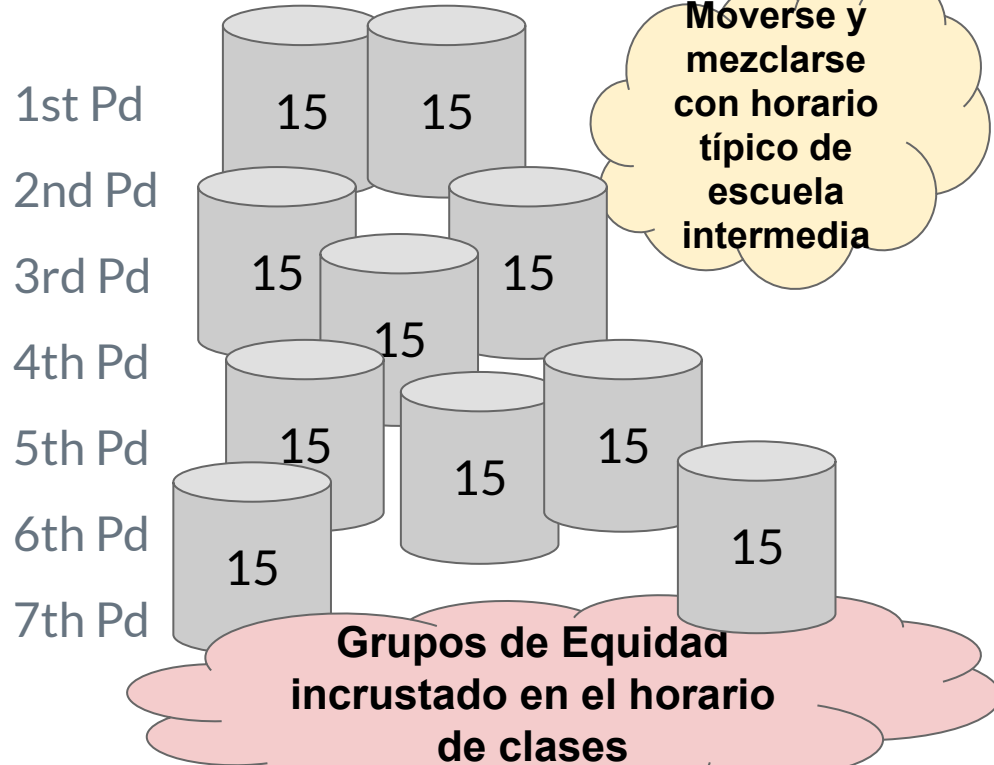 Moverse y
mezclarse
con horario
típico de
escuela
intermedia
1st Pd
15 15
2nd Pd
3rd Pd
15 15
15
4th Pd
5th Pd
15 15
15
6th Pd
15
15
7th Pd
Grupos de Equidad
incrustado en el horario
de clases